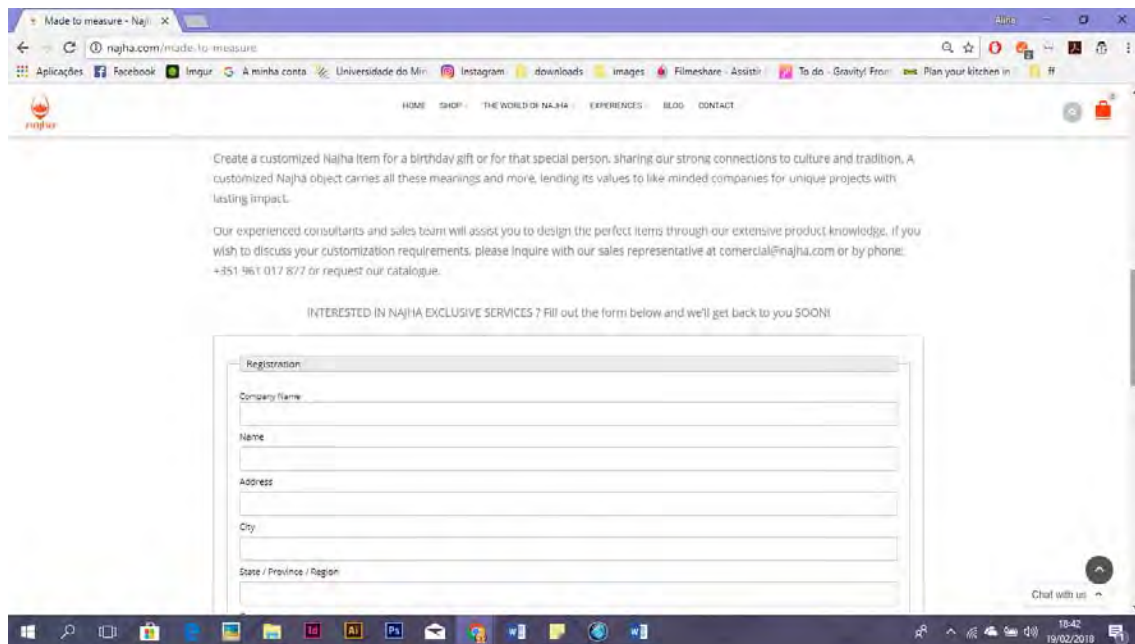 Made to measure - Naj
Alina
najha.com/made-to-measure
Aplicações Facebook Imgur A minha conta Universidade do Min Instagram downloads images Filmeshare - Assistir To do - Gravity! Fron Plan your kitchen in ff
najha
HOME SHOP THE WORLD OF NAJHA EXPERIENCES BLOG CONTACT
Create a customized Najha item for a birthday gift or for that special person, sharing our strong connections to culture and tradition. A
customized Najha object carries all these meanings and more, lending its values to like minded companies for unique projects with
lasting impact.
Our experienced consultants and sales team will assist you to design the perfect items through our extensive product knowledge. If you
wish to discuss your customization requirements, please inquire with our sales representative at comercial@najha.com or by phone:
+351 961 017 877 or request our catalogue.
INTERESTED IN NAJHA EXCLUSIVE SERVICES ? Fill out the form below and we'll get back to you SOON!
Registration
Company Name
Name
Address
City
State / Province / Region
Chat with us
Id Ai Ps
18:42
19/02/2018